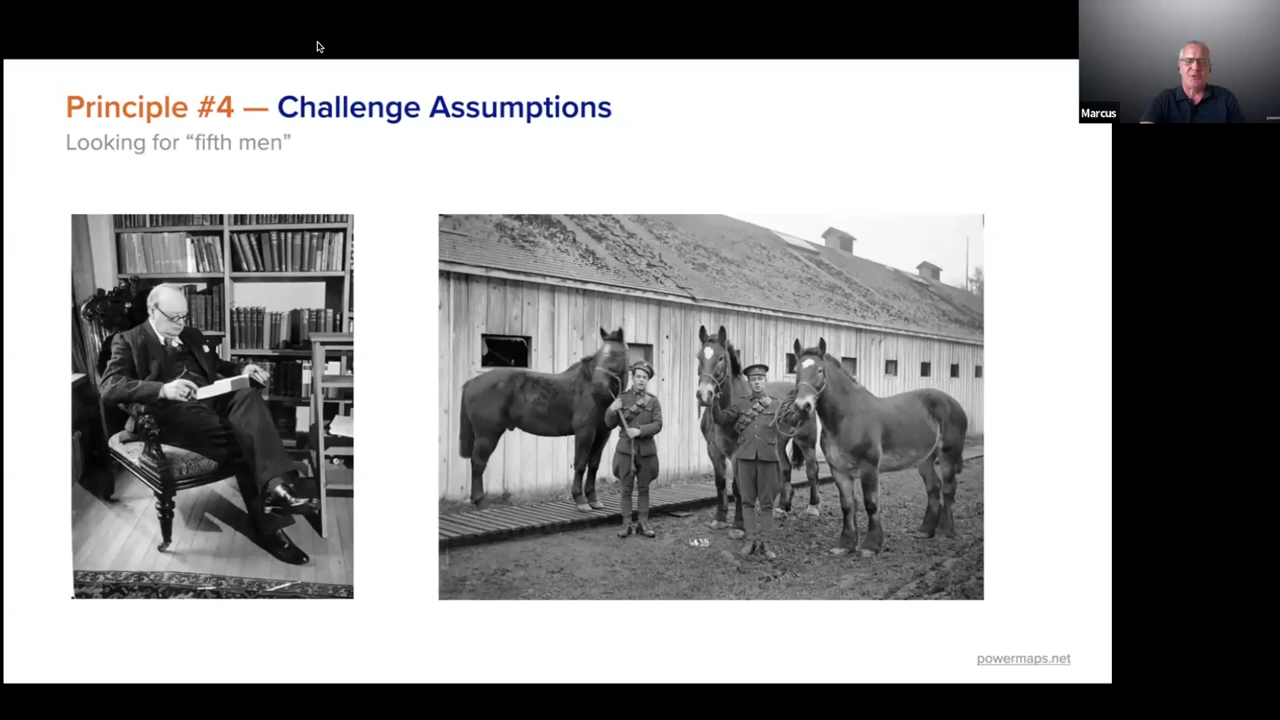 Principle #4 — Challenge Assumptions
Looking for “fifth men”
Marcus
powermaps.net